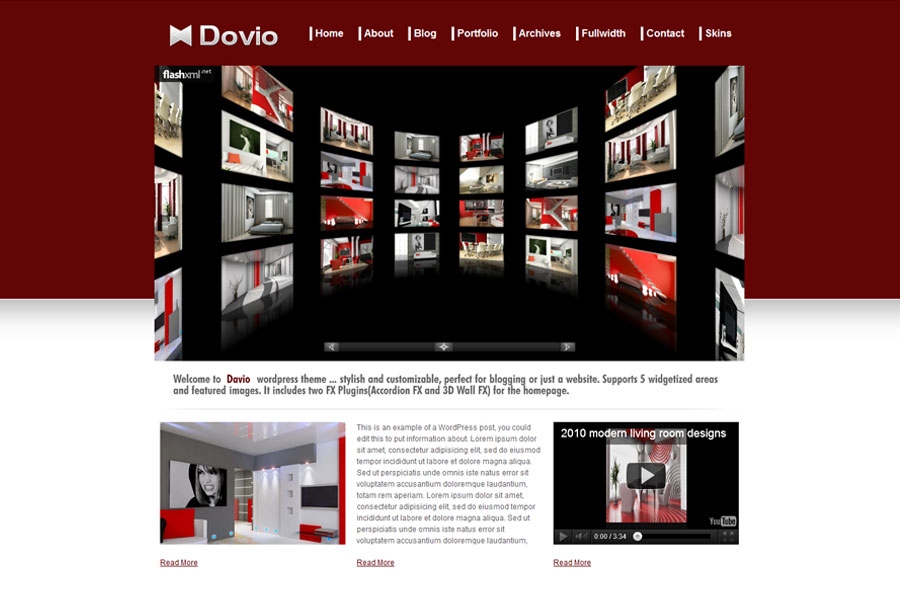 Dovio
Home About Blog Portfolio Archives Fullwidth Contact Skins
flashxml.net
Welcome to Davio wordpress theme ... stylish and customizable, perfect for blogging or just a website. Supports 5 widgetized areas
and featured images. It includes two FX Plugins(Accordion FX and 3D Wall FX) for the homepage.
This is an example of a WordPress post, you could
edit this to put information about. Lorem ipsum dolor
sit amet, consectetur adipisicing elit, sed do eiusmod
tempor incididunt ut labore et dolore magna aliqua.
Sed ut perspiciatis unde omnis iste natus error sit
voluptatem accusantium doloremque laudantium,
totam rem aperiam. Lorem ipsum dolor sit amet,
consectetur adipisicing elit, sed do eiusmod tempor
incididunt ut labore et dolore magna aliqua. Sed ut
perspiciatis unde omnis iste natus error sit
voluptatem accusantium doloremque laudantium,
2010 modern living room designs
YouTube
0:00 / 3:34
Read More
Read More
Read More